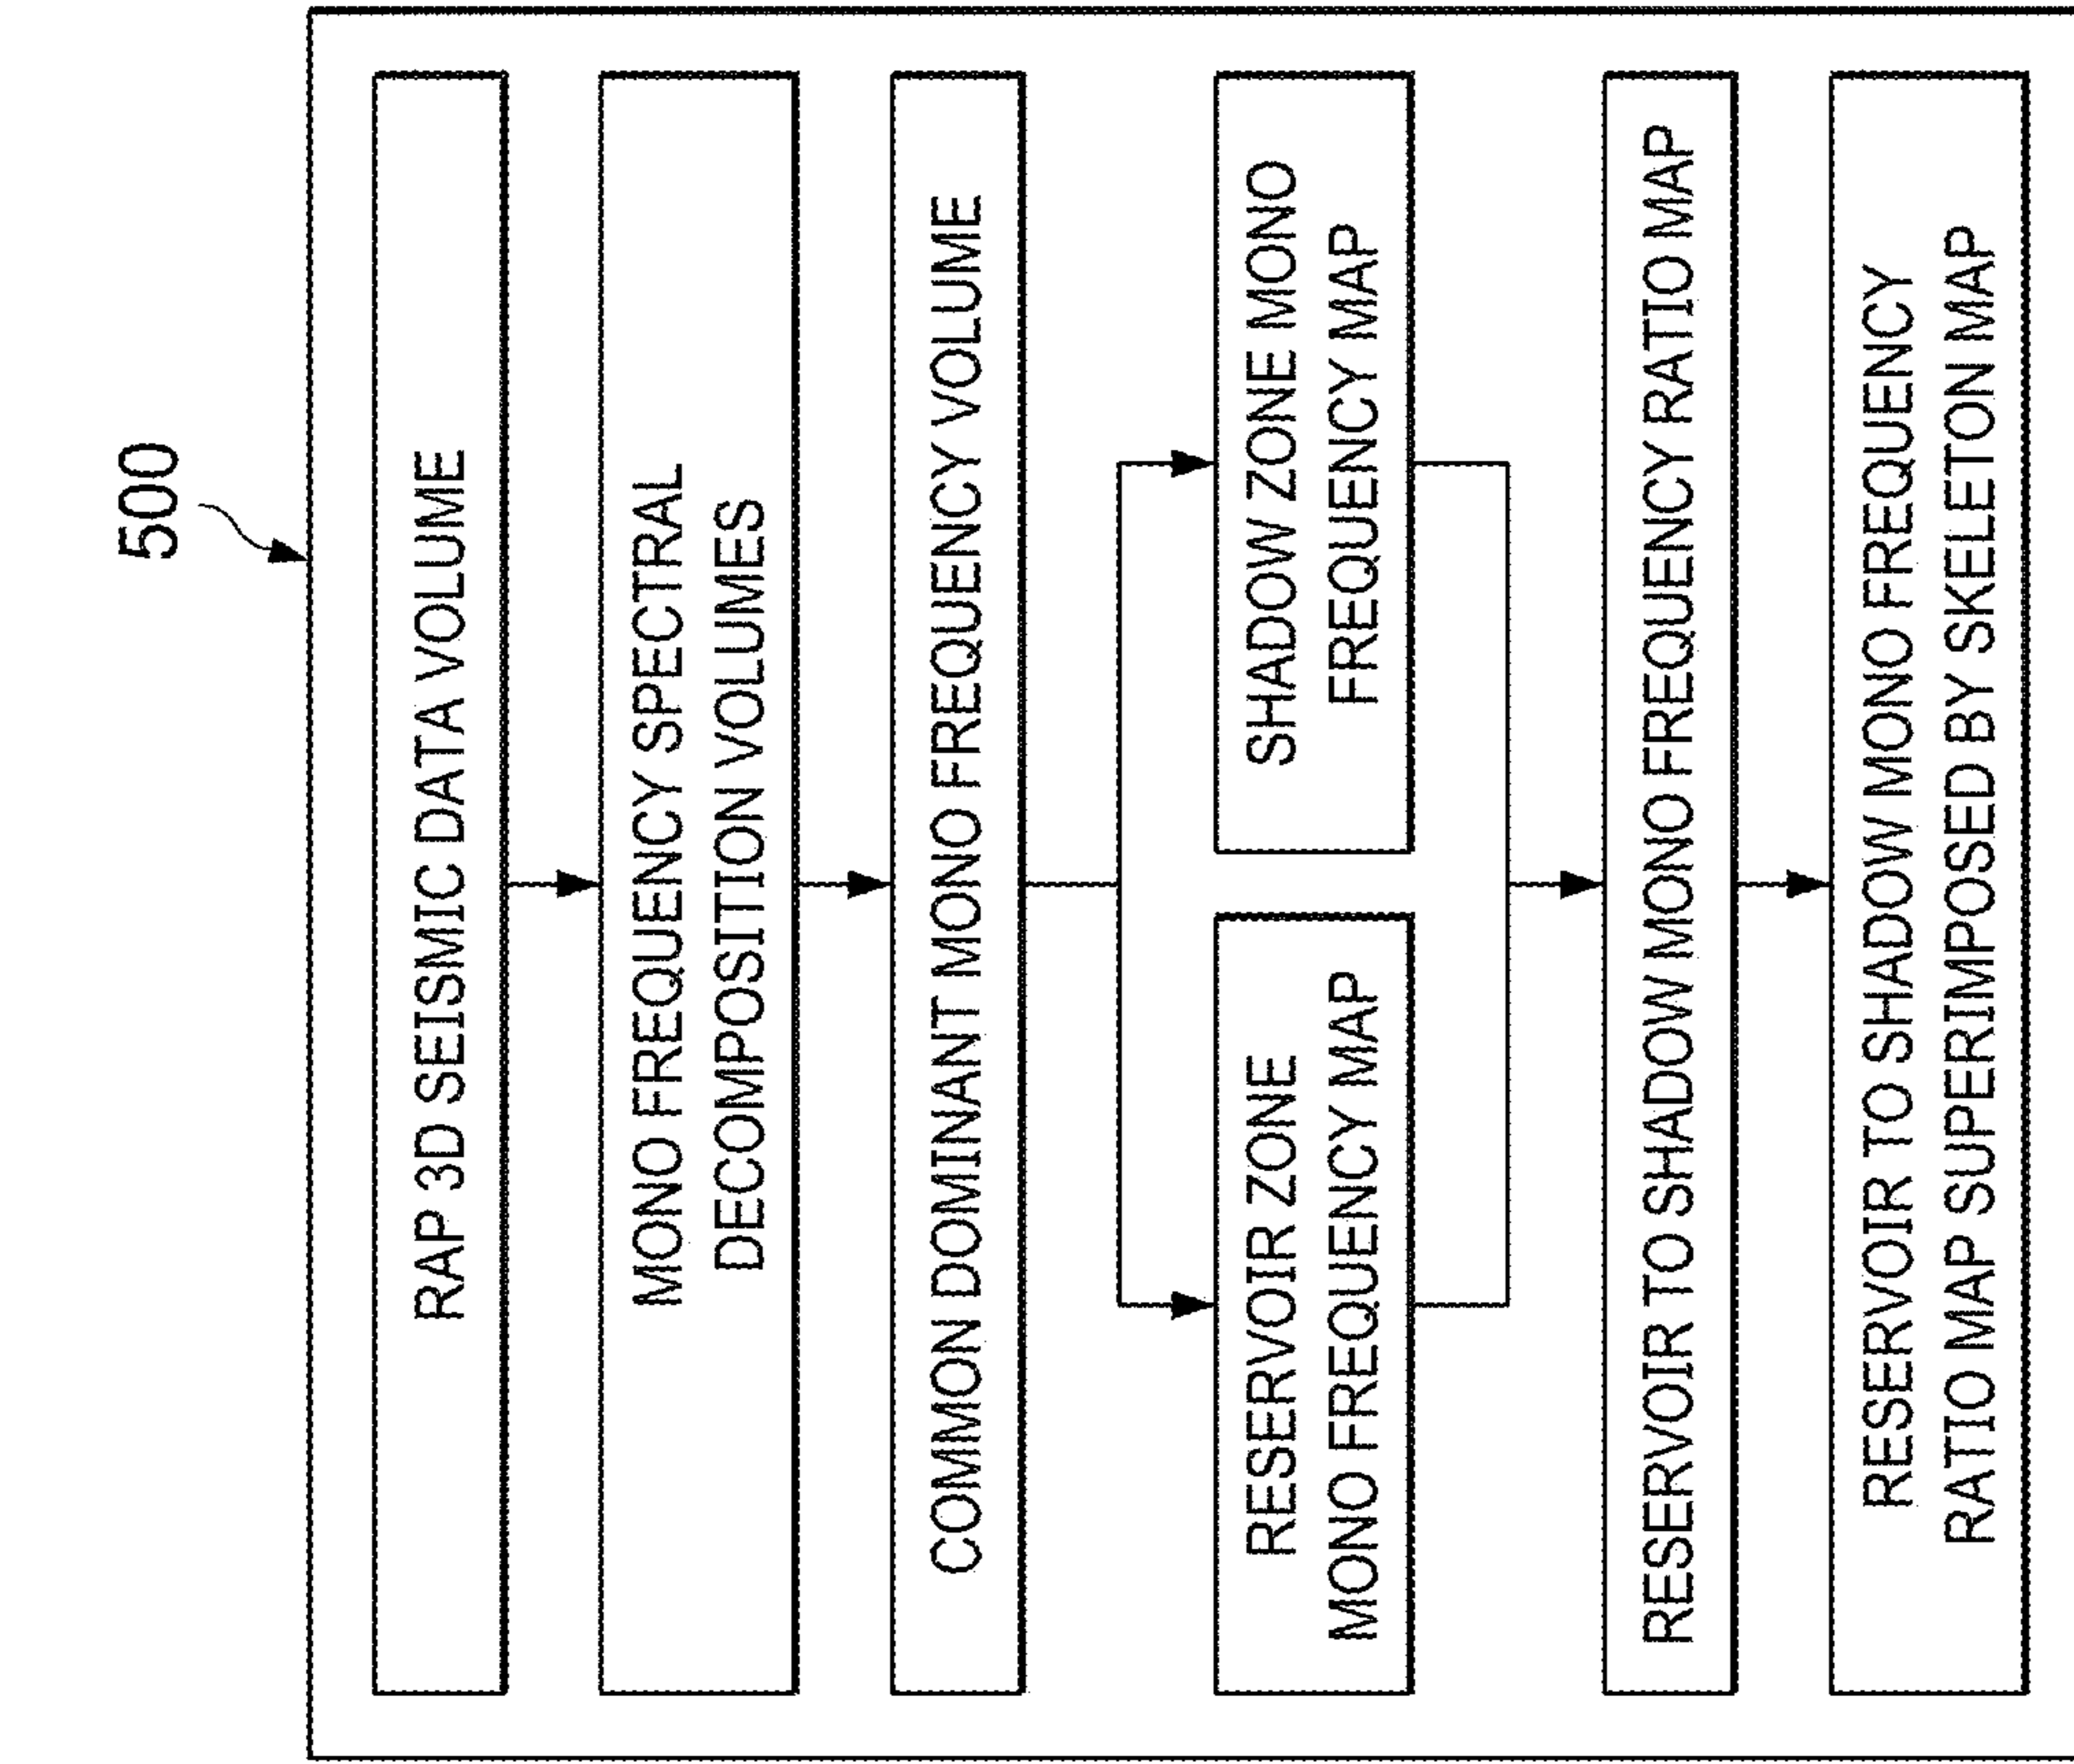 500
RAP 3D SEISMIC DATA VOLUME
MONO FREQUENCY SPECTRAL
DECOMPOSITION VOLUMES
COMMON DOMINANT MONO FREQUENCY VOLUME
RESERVOIR ZONE
MONO FREQUENCY MAP
SHADOW ZONE MONO
FREQUENCY MAP
RESERVOIR TO SHADOW MONO FREQUENCY RATIO MAP
RESERVOIR TO SHADOW MONO FREQUENCY
RATIO MAP SUPERIMPOSED BY SKELETON MAP